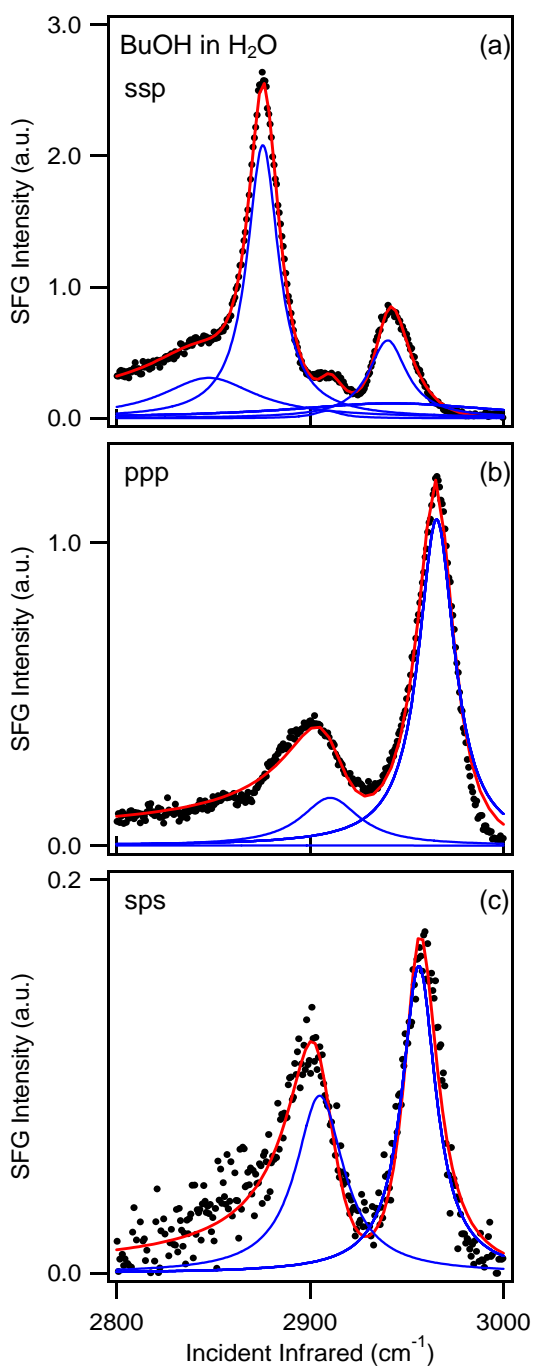 3.0
BuOH in H₂O
(a)
ssp
2.0
SFG Intensity (a.u.)
1.0
0.0
ppp
(b)
1.0
SFG Intensity (a.u.)
0.0
0.2
sps
(c)
SFG Intensity (a.u.)
0.0
2800
2900
3000
Incident Infrared (cm⁻¹)